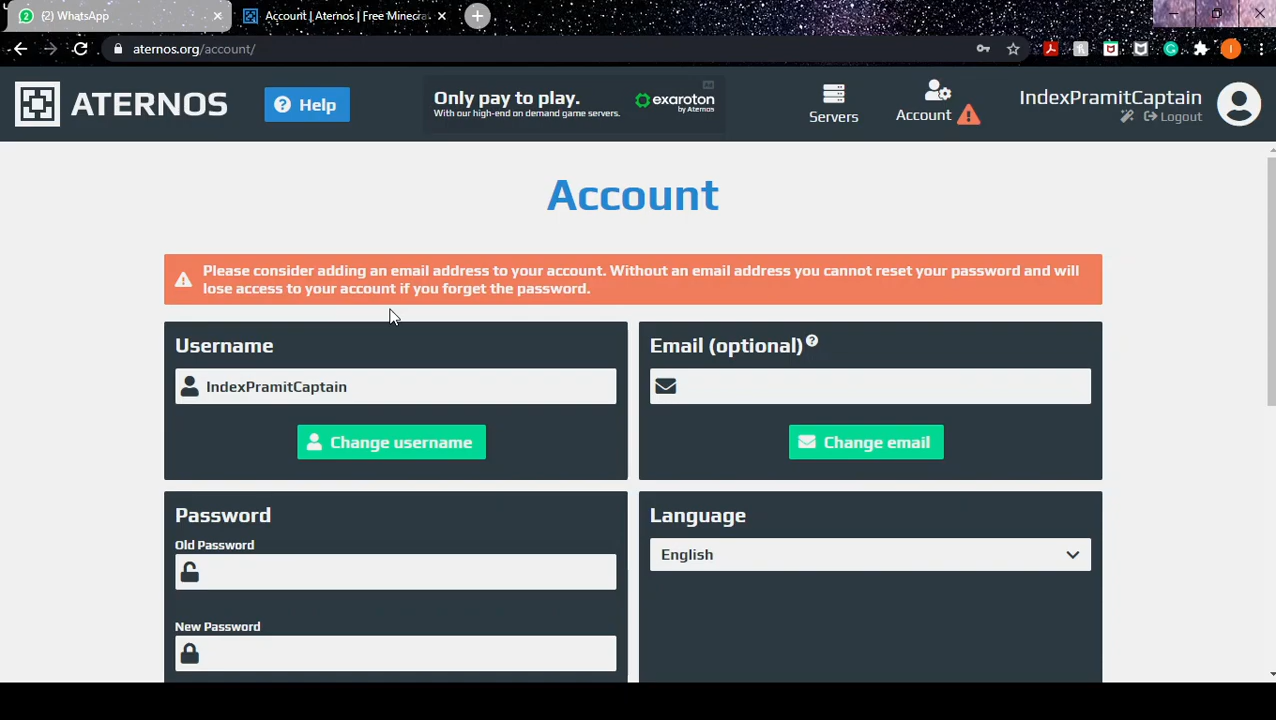 (2) WhatsApp
Account | Aternos | Free Minecra
aternos.org/account/
ATERNOS
Help
Only pay to play.
With our high-end on demand game servers.
AD
exaroton
by Aternos
Servers
Account
IndexPramitCaptain
Logout
Account
Please consider adding an email address to your account. Without an email address you cannot reset your password and will
lose access to your account if you forget the password.
Username
IndexPramitCaptain
Change username
Email (optional)
Change email
Password
Old Password
New Password
Language
English